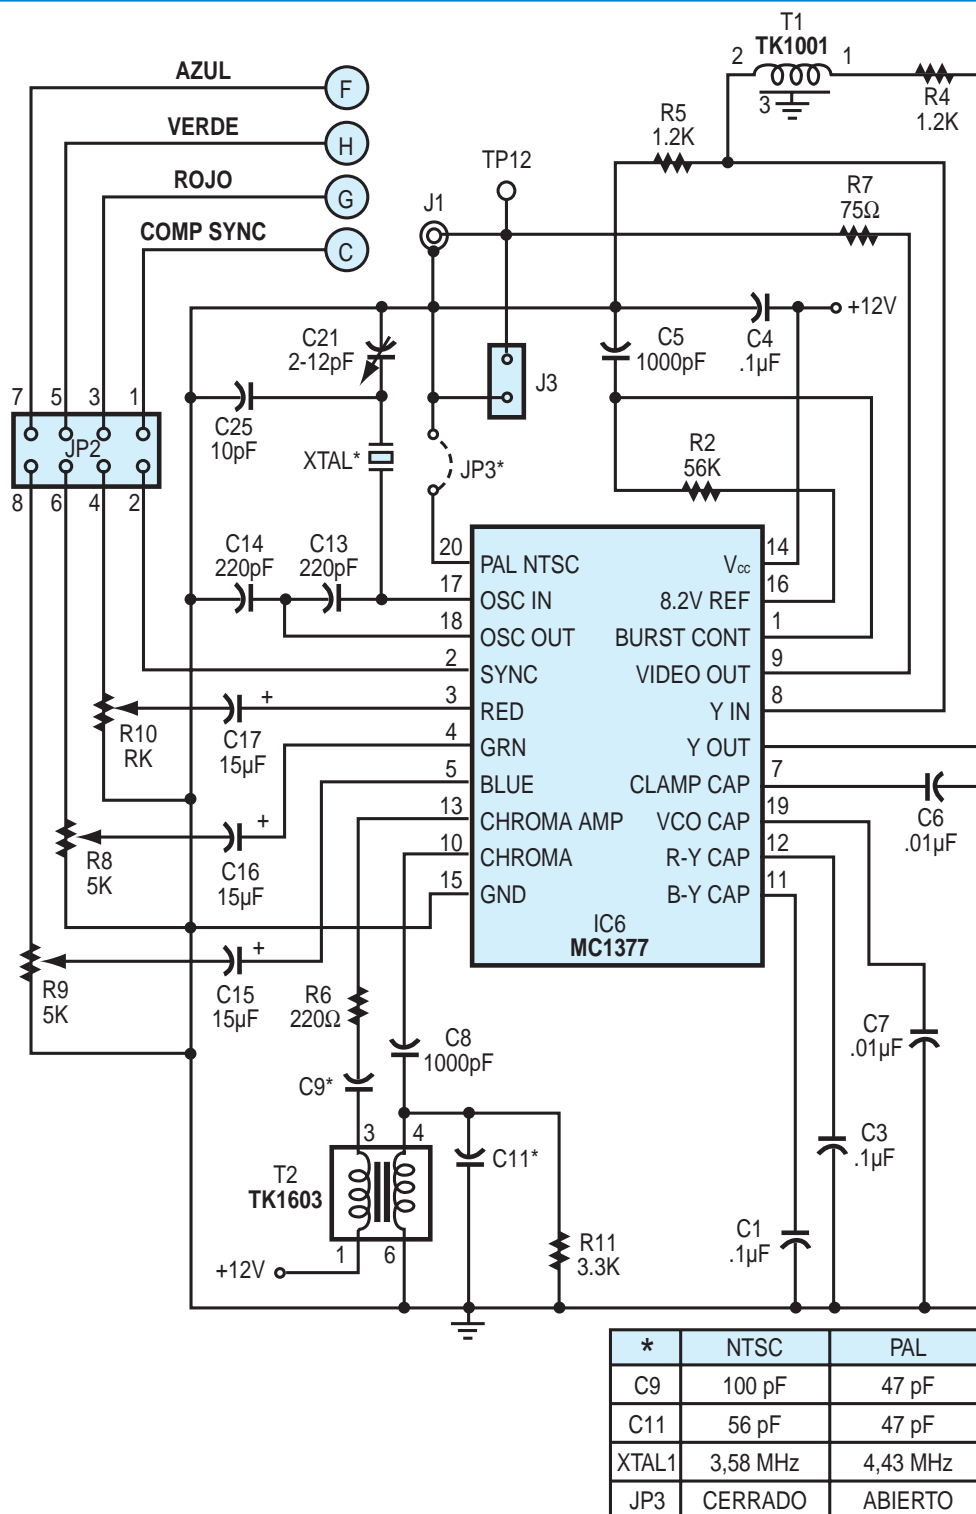 T1
TK1001
2
1
3
R4
1.2K
AZUL
F
VERDE
H
ROJO
G
COMP SYNC
C
R5
1.2K
TP12
J1
R7
75Ω
+12V
C21
2-12pF
C5
1000pF
C4
.1µF
J3
7
5
3
1
JP2
8
6
4
2
C25
10pF
XTAL*
JP3*
R2
56K
C14
220pF
C13
220pF
20
PAL NTSC
17
OSC IN
18
OSC OUT
2
SYNC
3
RED
4
GRN
5
BLUE
13
CHROMA AMP
10
CHROMA
15
GND
Vcc
14
8.2V REF
16
BURST CONT
1
VIDEO OUT
9
Y IN
8
Y OUT
CLAMP CAP
7
VCO CAP
19
R-Y CAP
12
B-Y CAP
11
IC6
MC1377
R10
RK
+
C17
15µF
R8
5K
+
C16
15µF
R9
5K
+
C15
15µF
C6
.01µF
R6
220Ω
C8
1000pF
C9*
C7
.01µF
3
4
C11*
C3
.1µF
T2
TK1603
1
6
+12V
R11
3.3K
C1
.1µF
* NTSC PAL
C9 100 pF 47 pF
C11 56 pF 47 pF
XTAL1 3,58 MHz 4,43 MHz
JP3 CERRADO ABIERTO